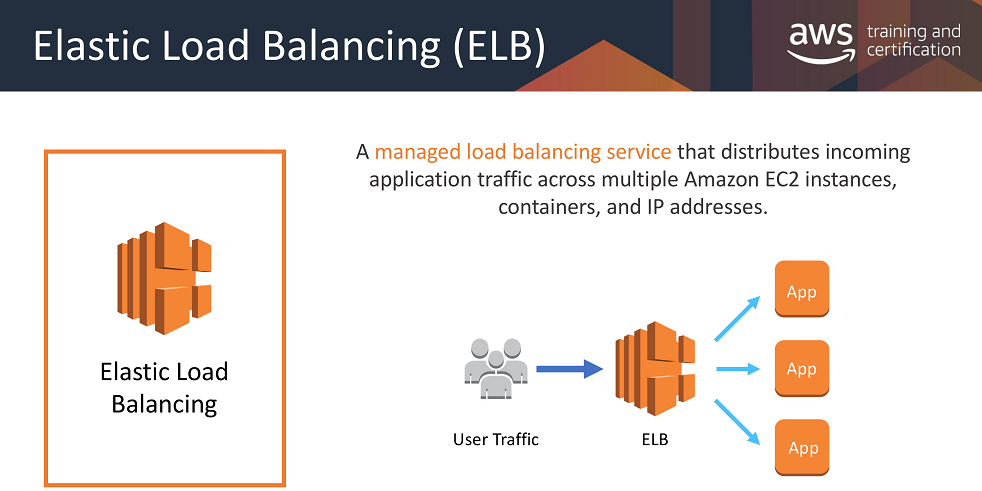 Elastic Load Balancing (ELB)
aws
training and
certification
A managed load balancing service that distributes incoming
application traffic across multiple Amazon EC2 instances,
containers, and IP addresses.
Elastic Load
Balancing
User Traffic
ELB
App
App
App